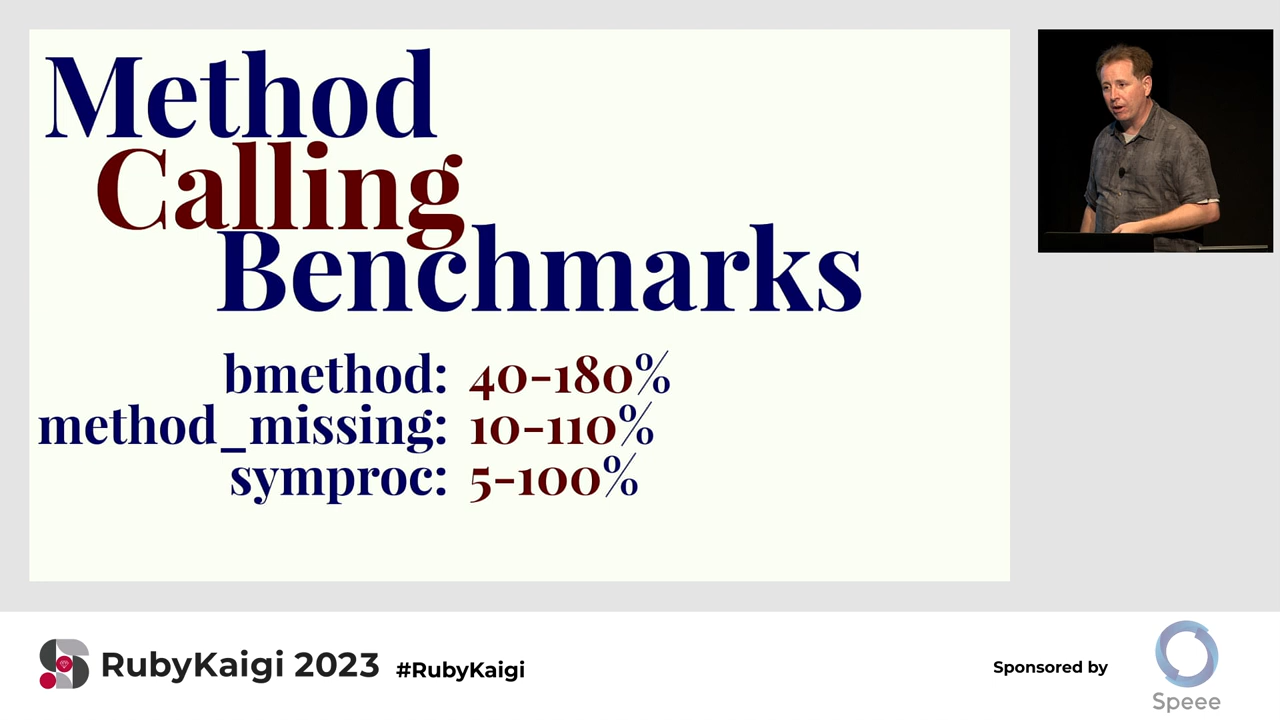 Method
Calling
Benchmarks
bmethod: 40-180%
method_missing: 10-110%
symproc: 5-100%
RubyKaigi 2023 #RubyKaigi
Sponsored by
Speee